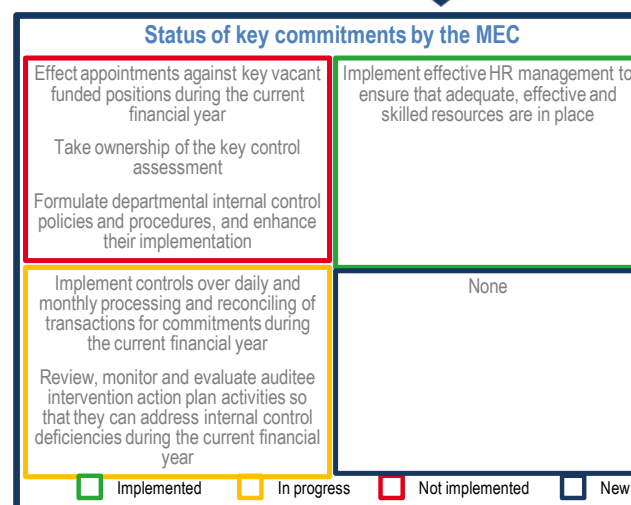 Status of key commitments by the MEC
Effect appointments against key vacant
funded positions during the current
financial year
Take ownership of the key control
assessment
Formulate departmental internal control
policies and procedures, and enhance
their implementation
Implement effective HR management to
ensure that adequate, effective and
skilled resources are in place
Implement controls over daily and
monthly processing and reconciling of
transactions for commitments during
the current financial year
Review, monitor and evaluate auditee
intervention action plan activities so
that they can address internal control
deficiencies during the current financial
year
None
Implemented In progress Not implemented New